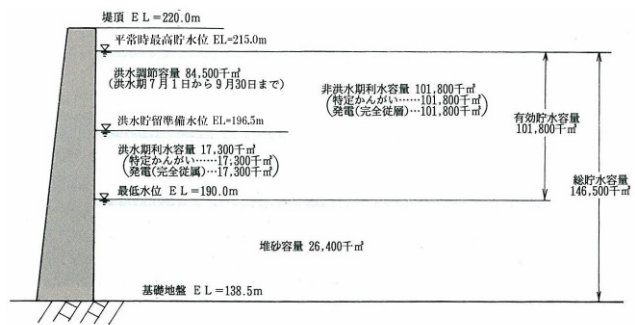 堤頂 EL=220.0m
平常時最高貯水位 EL=215.0m
洪水調節容量 84,500千㎥
(洪水期7月1日から9月30日まで)
非洪水期利水容量 101,800千㎥
(特定かんがい……101,800千㎥
発電(完全従層)…101,800千㎥)
有効貯水容量
101,800千㎥
洪水貯留準備水位 EL=196.5m
洪水期利水容量 17,300千㎥
(特定かんがい……17,300千㎥
発電(完全従属)…17,300千㎥)
総貯水容量
146,500千㎥
最低水位 EL=190.0m
堆砂容量 26,400千㎥
基礎地盤 EL=138.5m